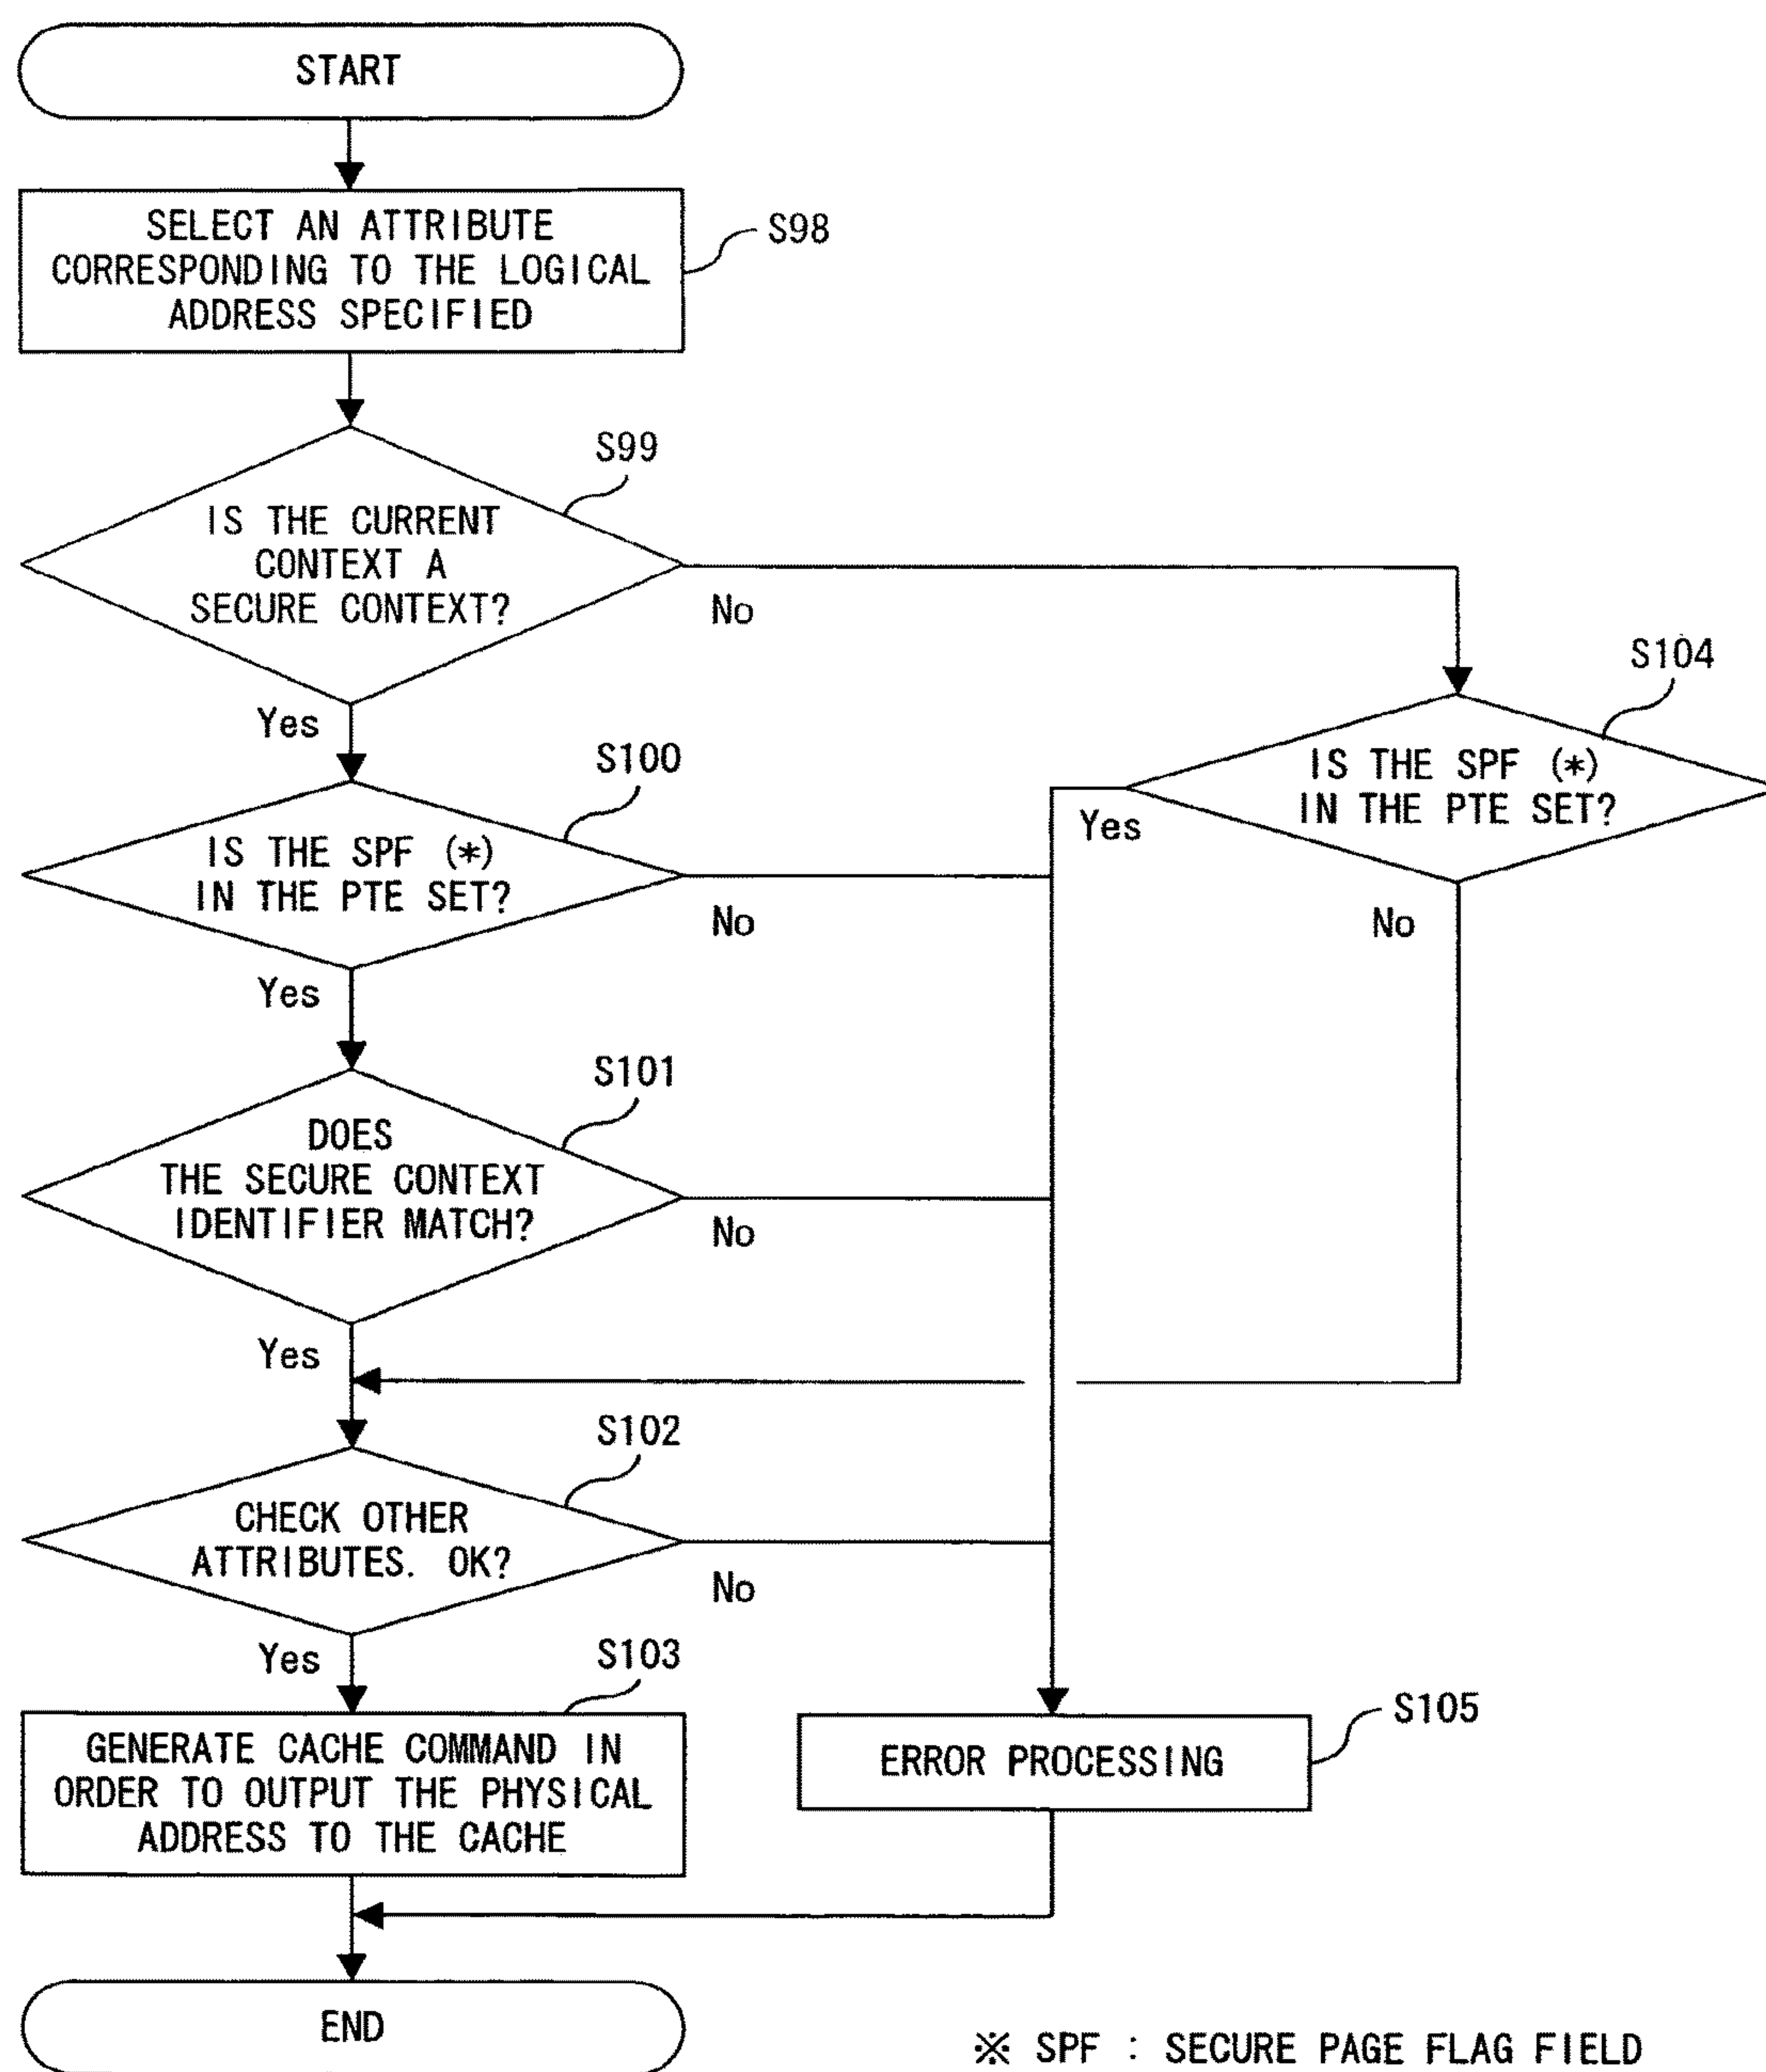 START
SELECT AN ATTRIBUTE
CORRESPONDING TO THE LOGICAL
ADDRESS SPECIFIED
S98
IS THE CURRENT
CONTEXT A
SECURE CONTEXT?
S99
No
Yes
S104
IS THE SPF (*)
IN THE PTE SET?
Yes
No
S100
IS THE SPF (*)
IN THE PTE SET?
No
Yes
S101
DOES
THE SECURE CONTEXT
IDENTIFIER MATCH?
No
Yes
S102
CHECK OTHER
ATTRIBUTES. OK?
No
Yes
S103
GENERATE CACHE COMMAND IN
ORDER TO OUTPUT THE PHYSICAL
ADDRESS TO THE CACHE
S105
ERROR PROCESSING
END
※ SPF : SECURE PAGE FLAG FIELD